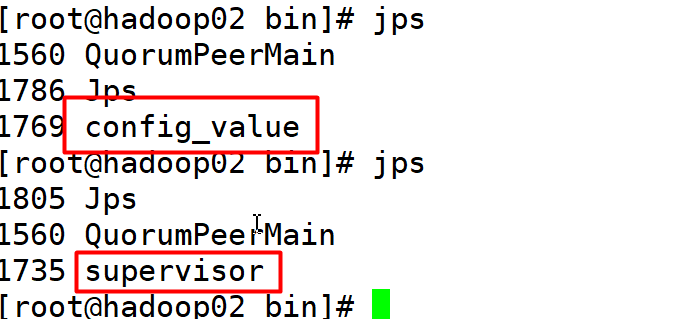 [root@hadoop02 bin]# jps
1560 QuorumPeerMain
1786 Jps
1769 config_value
[root@hadoop02 bin]# jps
1805 Jps
1560 QuorumPeerMain
1735 supervisor
[root@hadoop02 bin]#